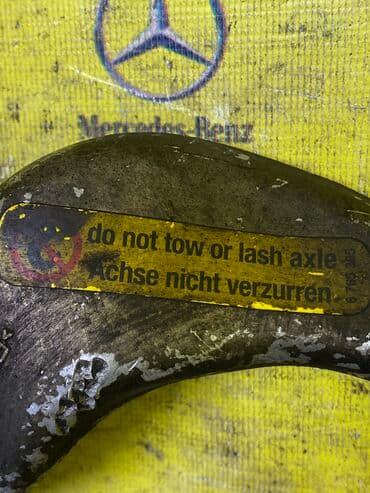 Mercedes-Benz
do not tow or lash axle
Achse nicht verzurren